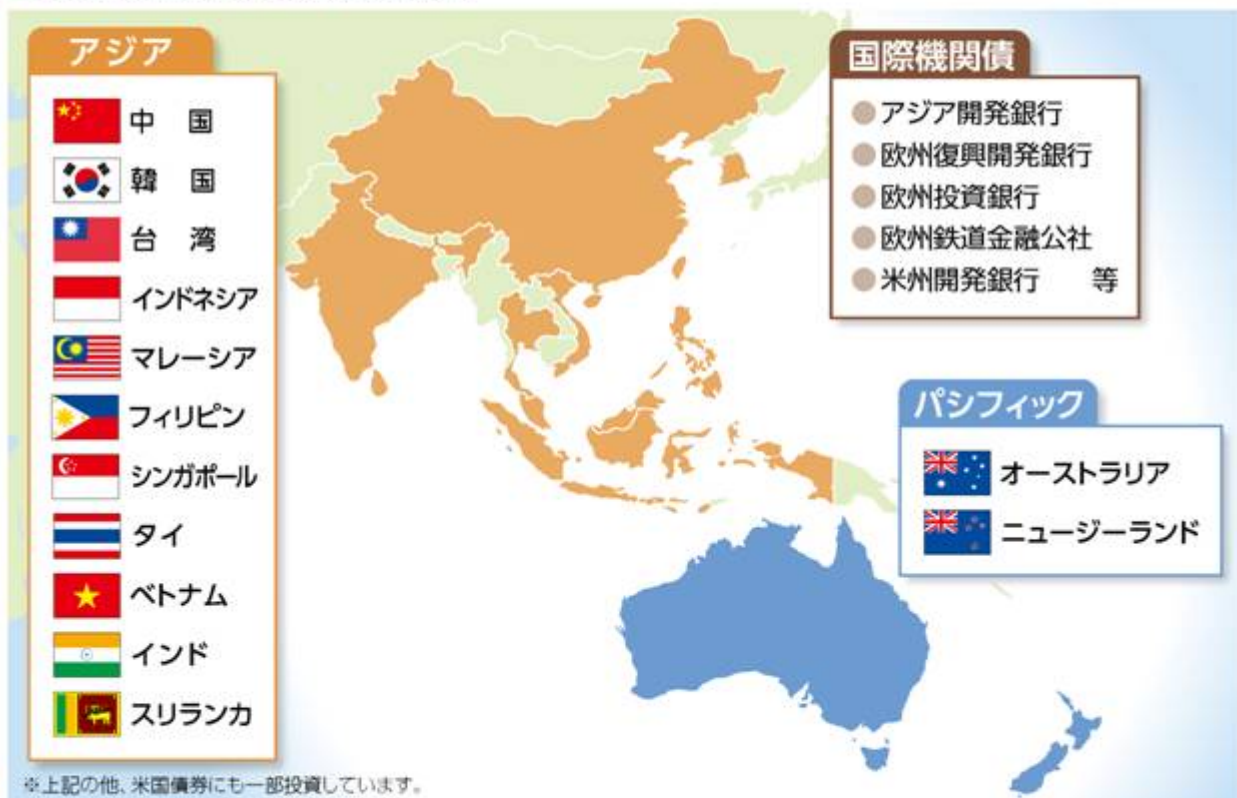 アジア
中　国
韓　国
台　湾
インドネシア
マレーシア
フィリピン
シンガポール
タイ
ベトナム
インド
スリランカ
国際機関債
●アジア開発銀行
●欧州復興開発銀行
●欧州投資銀行
●欧州鉄道金融公社
●米州開発銀行　等
パシフィック
オーストラリア
ニュージーランド
※上記の他、米国債券にも一部投資しています。